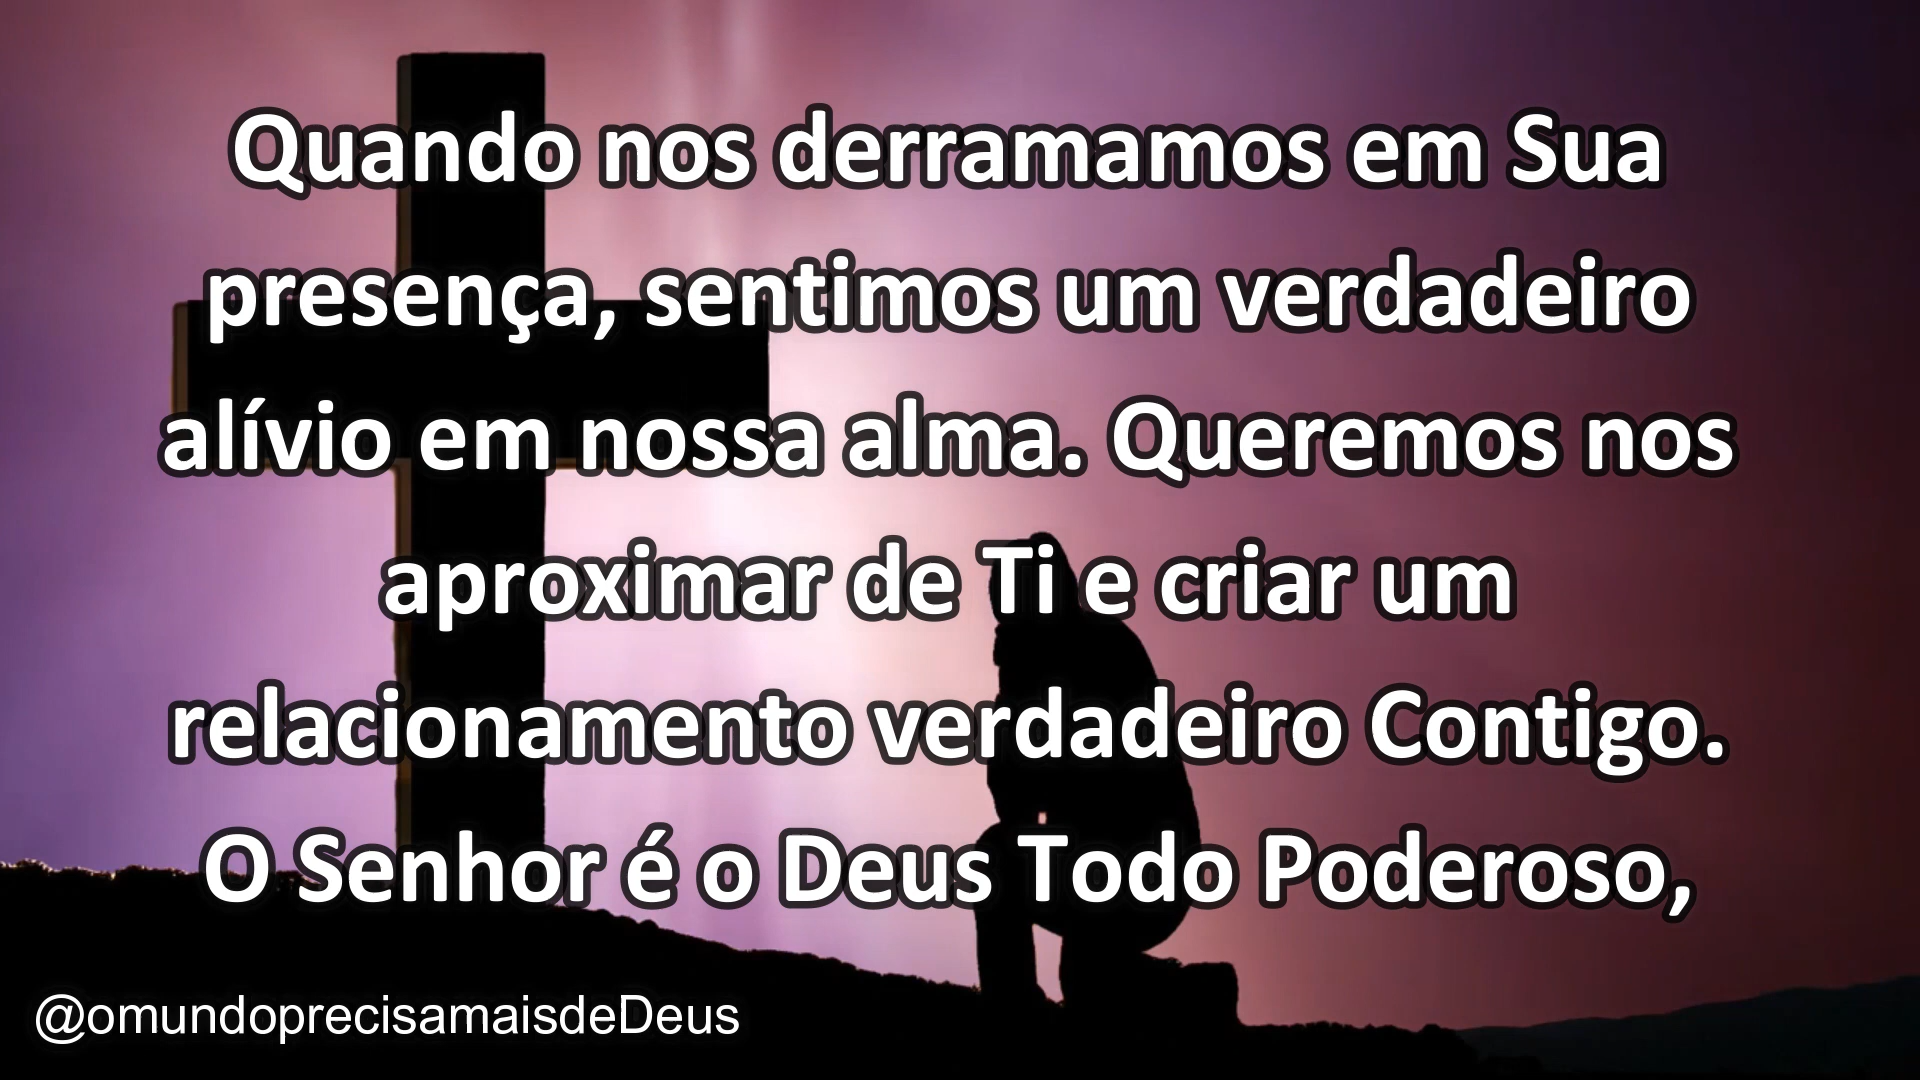 Quando nos derramamos em Sua
presença, sentimos um verdadeiro
alívio em nossa alma. Queremos nos
aproximar de Ti e criar um
relacionamento verdadeiro Contigo.
O Senhor é o Deus Todo Poderoso,
@omundoprecisamaisdeDeus